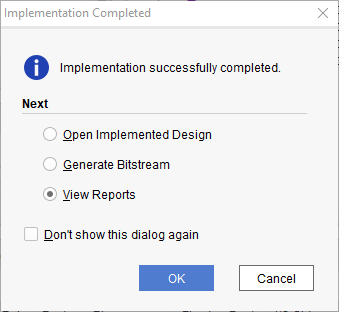 Implementation Completed
Implementation successfully completed.
Next
Open Implemented Design
Generate Bitstream
View Reports
Don't show this dialog again
OK
Cancel